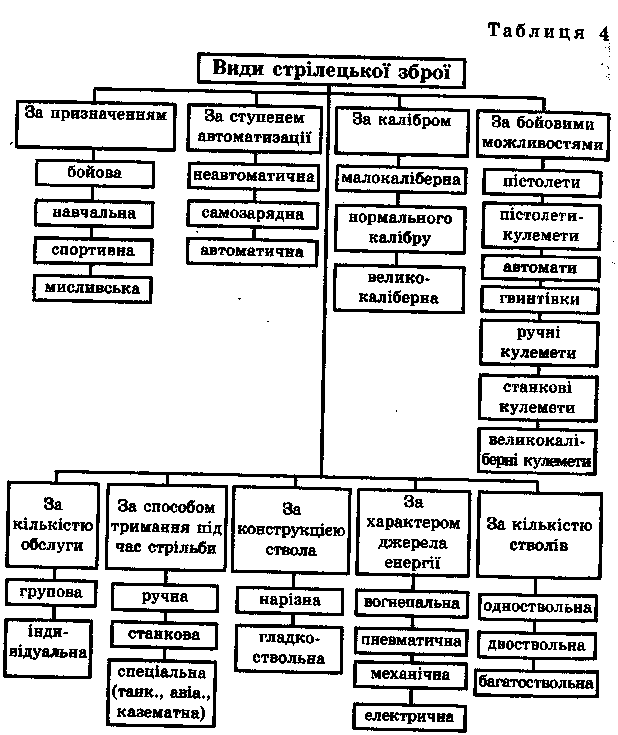 Таблиця 4
Види стрілецької зброї
За призначенням
бойова
навчальна
спортивна
мисливська
За ступенем
автоматизації
неавтоматична
самозарядна
автоматична
За калібром
малокаліберна
нормального
калібру
велико-
каліберна
За бойовими
можливостями
пістолети
пістолети-
кулемети
автомати
гвинтівки
ручні
кулемети
станкові
кулемети
великокалі-
берні кулемети
За
кількістю
обслуги
групова
інди-
відуальна
За способом
тримання під
час стрільби
ручна
станкова
спеціальна
(танк., авіа.,
казематна)
За
конструкцією
ствола
нарізна
гладко-
ствольна
За
характером
джерела
енергії
вогнепальна
пневматична
механічна
електрична
За кількістю
стволів
одноствольна
двоствольна
багатоствольна